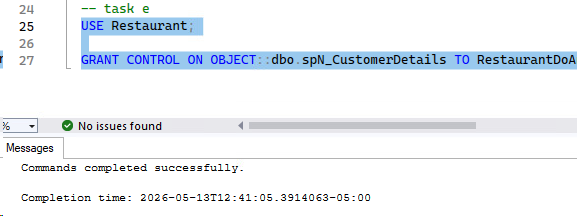 24
-- task e
25
USE Restaurant;
26
27
GRANT CONTROL ON OBJECT::dbo.spN_CustomerDetails TO RestaurantDoA
%
No issues found
Messages
Commands completed successfully.
Completion time: 2026-05-13T12:41:05.3914063-05:00